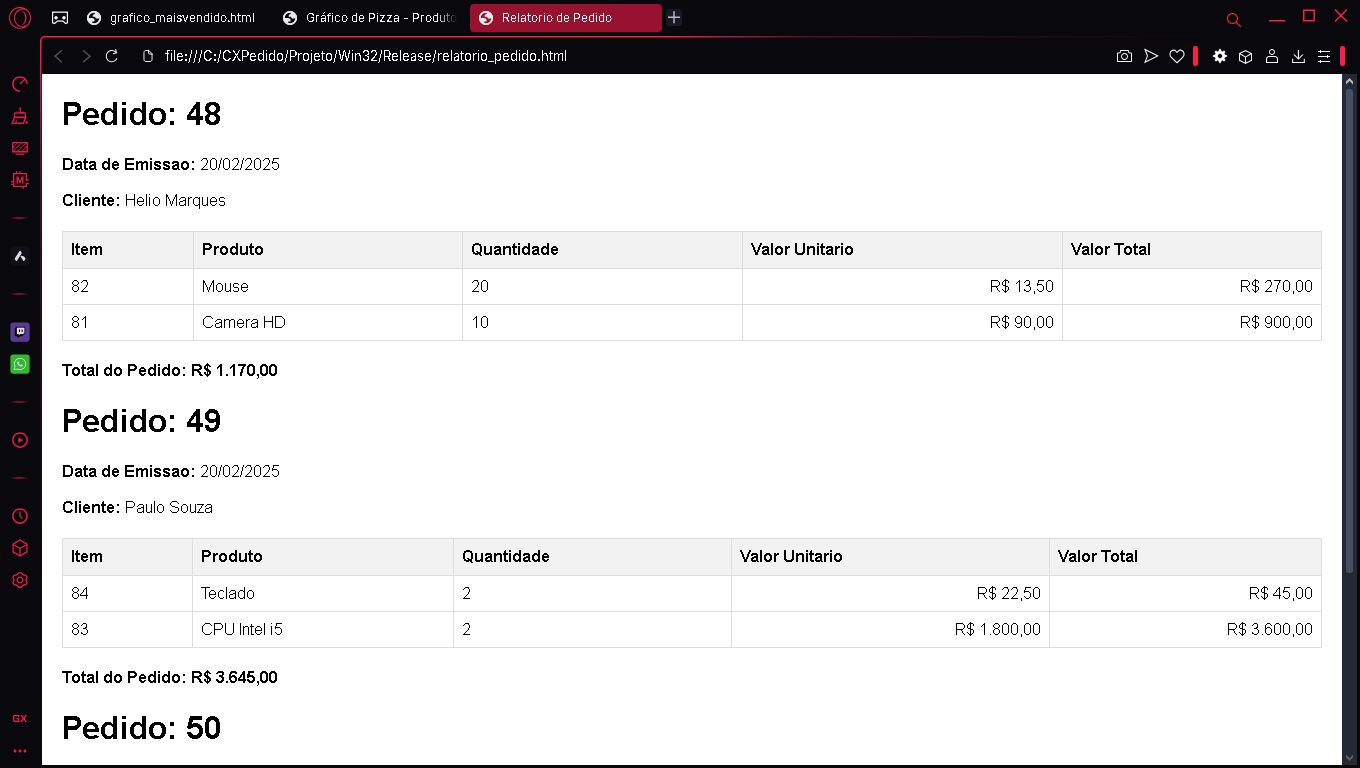 grafico_maisvendido.html
Gráfico de Pizza - Produto
Relatorio de Pedido
file:///C:/CXPedido/Projeto/Win32/Release/relatorio_pedido.html
Pedido: 48
Data de Emissao: 20/02/2025
Cliente: Helio Marques
Item Produto Quantidade Valor Unitario Valor Total
82 Mouse 20 R$ 13,50 R$ 270,00
81 Camera HD 10 R$ 90,00 R$ 900,00
Total do Pedido: R$ 1.170,00
Pedido: 49
Data de Emissao: 20/02/2025
Cliente: Paulo Souza
Item Produto Quantidade Valor Unitario Valor Total
84 Teclado 2 R$ 22,50 R$ 45,00
83 CPU Intel i5 2 R$ 1.800,00 R$ 3.600,00
Total do Pedido: R$ 3.645,00
Pedido: 50
M
GX